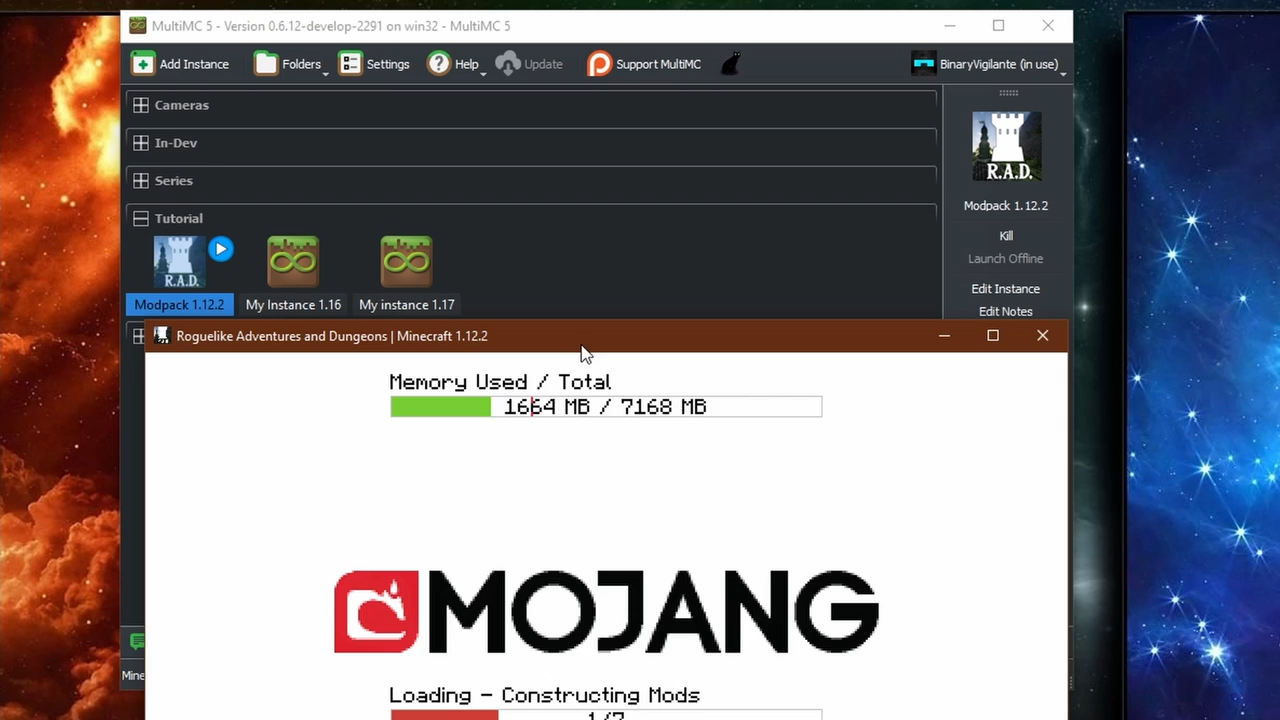 MultiMC 5 - Version 0.6.12-develop-2291 on win32 - MultiMC 5
Add Instance Folders Settings Help Update Support MultiMC BinaryVigilante (in use)
Cameras
In-Dev
Series
Tutorial
R.A.D.
Modpack 1.12.2 My Instance 1.16 My instance 1.17
R.A.D.
Modpack 1.12.2
Kill
Launch Offline
Edit Instance
Edit Notes
Roguelike Adventures and Dungeons | Minecraft 1.12.2
Memory Used / Total
1664 MB / 7168 MB
MOJANG
Loading - Constructing Mods
1/7
Mine